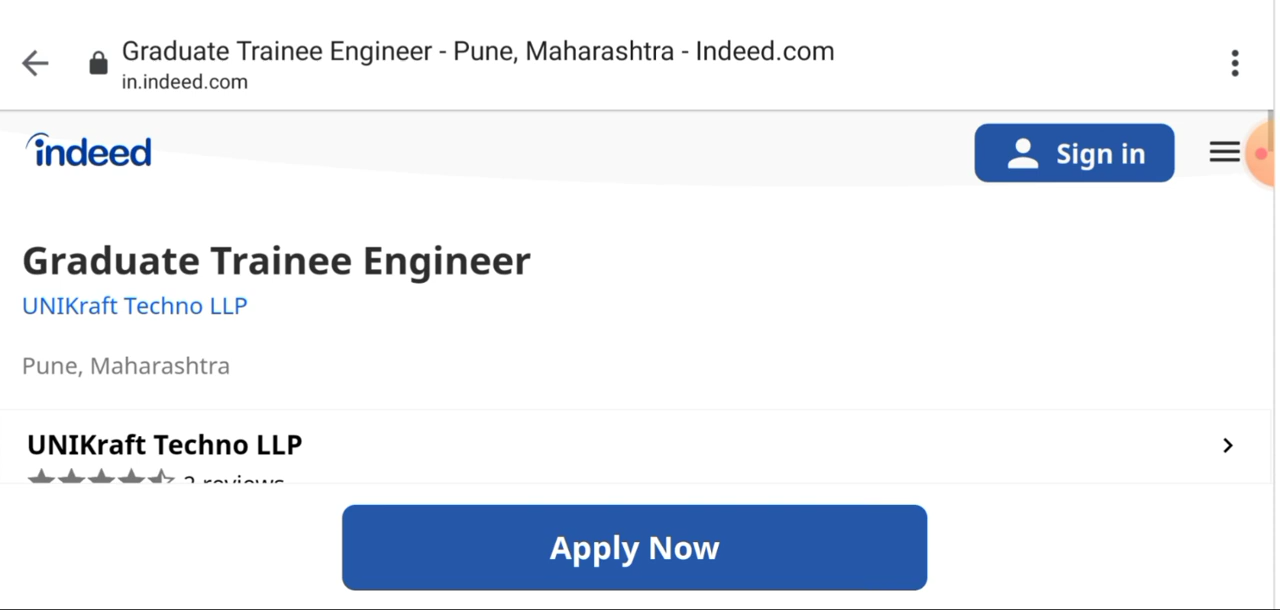 Graduate Trainee Engineer - Pune, Maharashtra - Indeed.com
in.indeed.com
indeed
Sign in
Graduate Trainee Engineer
UNIKraft Techno LLP
Pune, Maharashtra
UNIKraft Techno LLP
reviews
Apply Now